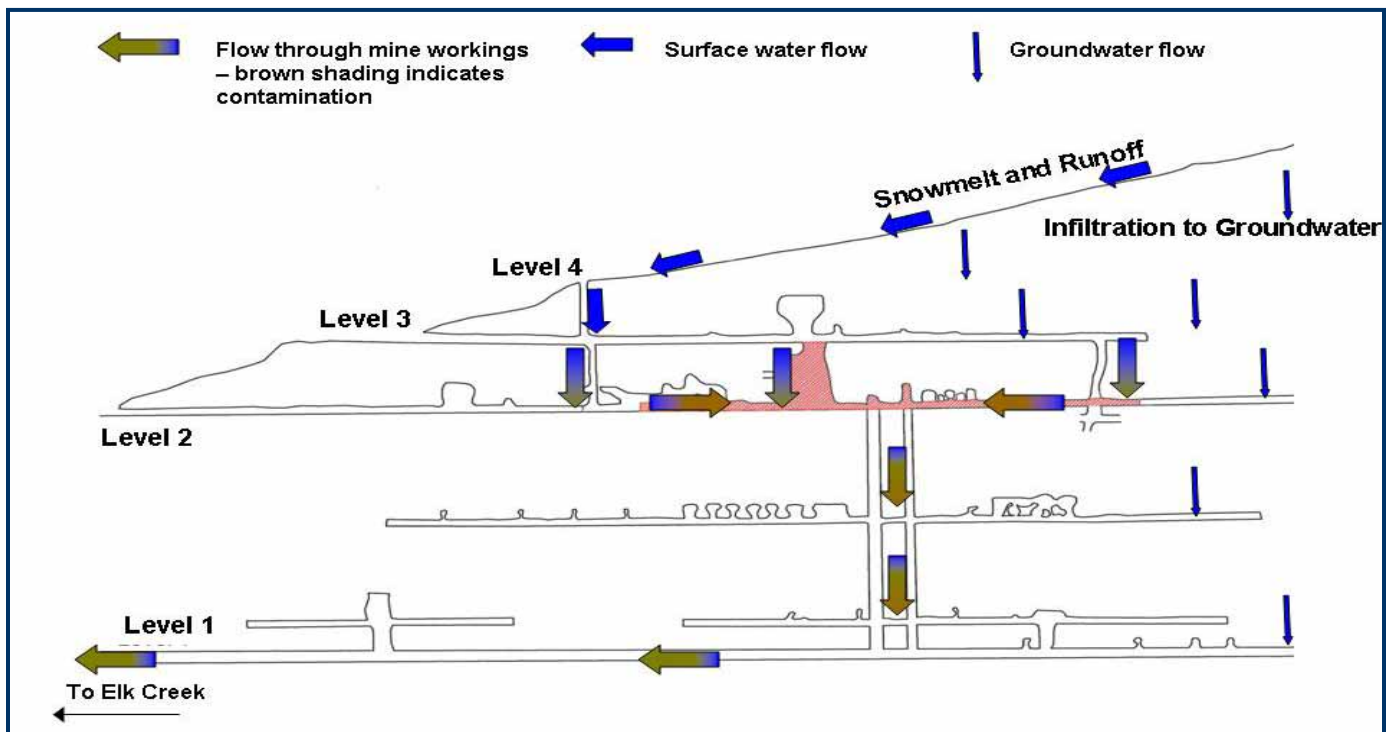 Flow through mine workings
– brown shading indicates
contamination
Surface water flow
Groundwater flow
Snowmelt and Runoff
Infiltration to Groundwater
Level 4
Level 3
Level 2
Level 1
To Elk Creek